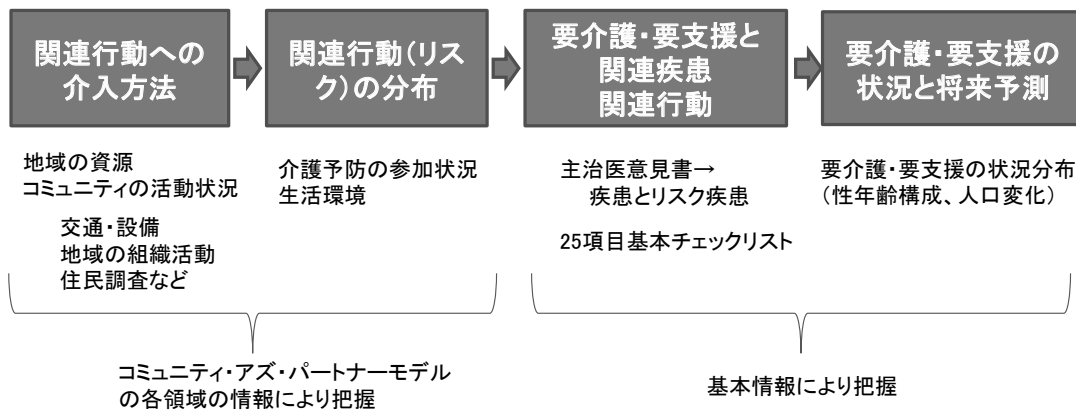 関連行動への
介入方法
関連行動(リス
ク)の分布
要介護・要支援と
関連疾患
関連行動
要介護・要支援の
状況と将来予測
地域の資源
コミュニティの活動状況
交通・設備
地域の組織活動
住民調査など
介護予防の参加状況
生活環境
主治医意見書→
疾患とリスク疾患
25項目基本チェックリスト
要介護・要支援の状況分布
(性年齢構成、人口変化)
コミュニティ・アズ・パートナーモデル
の各領域の情報により把握
基本情報により把握